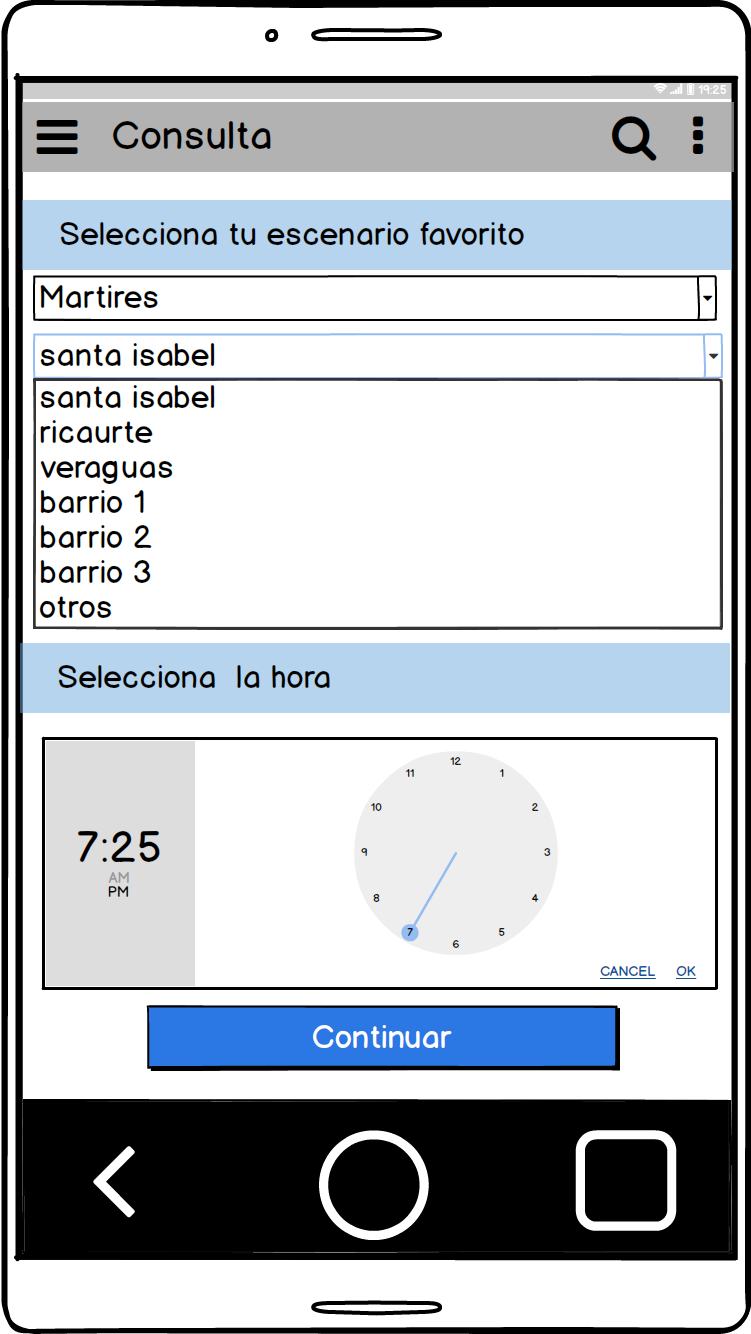 19:25
Consulta
Selecciona tu escenario favorito
Martires
santa isabel
santa isabel
ricaurte
veraguas
barrio 1
barrio 2
barrio 3
otros
Selecciona la hora
7:25
AM
PM
12
1
2
3
4
5
6
7
8
9
10
11
CANCEL OK
Continuar